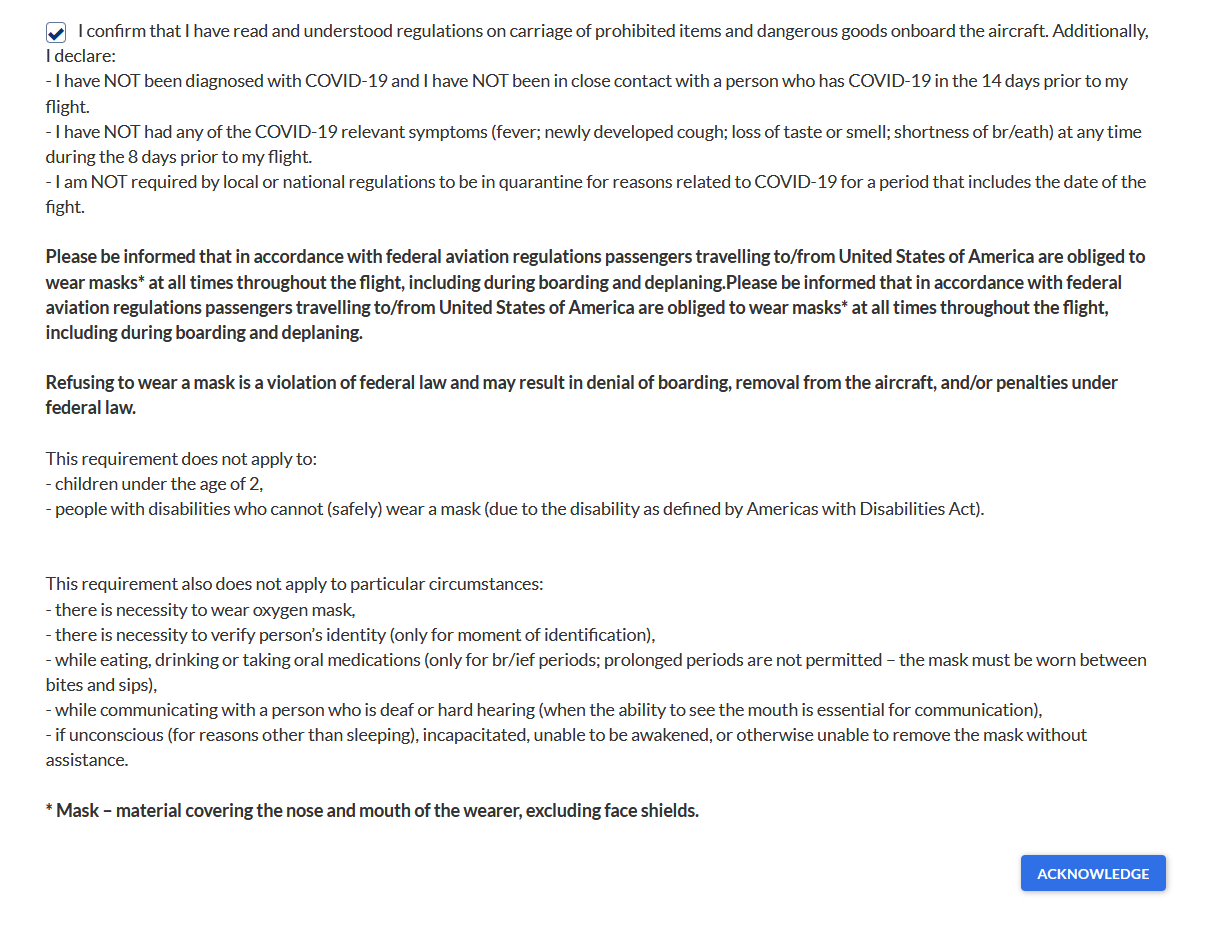 I confirm that I have read and understood regulations on carriage of prohibited items and dangerous goods onboard the aircraft. Additionally,
I declare:
- I have NOT been diagnosed with COVID-19 and I have NOT been in close contact with a person who has COVID-19 in the 14 days prior to my
flight.
- I have NOT had any of the COVID-19 relevant symptoms (fever; newly developed cough; loss of taste or smell; shortness of br/eath) at any time
during the 8 days prior to my flight.
- I am NOT required by local or national regulations to be in quarantine for reasons related to COVID-19 for a period that includes the date of the
fight.
Please be informed that in accordance with federal aviation regulations passengers travelling to/from United States of America are obliged to
wear masks* at all times throughout the flight, including during boarding and deplaning.Please be informed that in accordance with federal
aviation regulations passengers travelling to/from United States of America are obliged to wear masks* at all times throughout the flight,
including during boarding and deplaning.
Refusing to wear a mask is a violation of federal law and may result in denial of boarding, removal from the aircraft, and/or penalties under
federal law.
This requirement does not apply to:
- children under the age of 2,
- people with disabilities who cannot (safely) wear a mask (due to the disability as defined by Americas with Disabilities Act).
This requirement also does not apply to particular circumstances:
- there is necessity to wear oxygen mask,
- there is necessity to verify person’s identity (only for moment of identification),
- while eating, drinking or taking oral medications (only for br/ief periods; prolonged periods are not permitted – the mask must be worn between
bites and sips),
- while communicating with a person who is deaf or hard hearing (when the ability to see the mouth is essential for communication),
- if unconscious (for reasons other than sleeping), incapacitated, unable to be awakened, or otherwise unable to remove the mask without
assistance.
* Mask – material covering the nose and mouth of the wearer, excluding face shields.
ACKNOWLEDGE